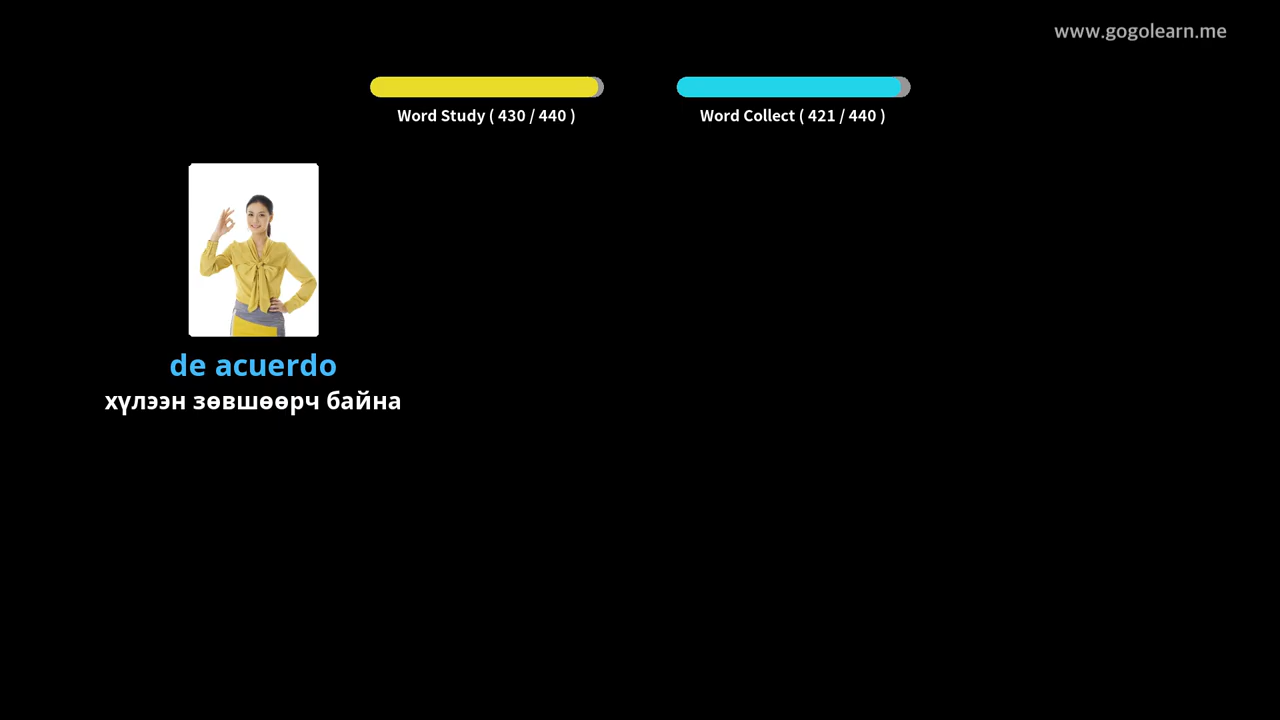 www.gogolearn.me
Word Study ( 430 / 440 )
Word Collect ( 421 / 440 )
de acuerdo
хүлээн зөвшөөрч байна